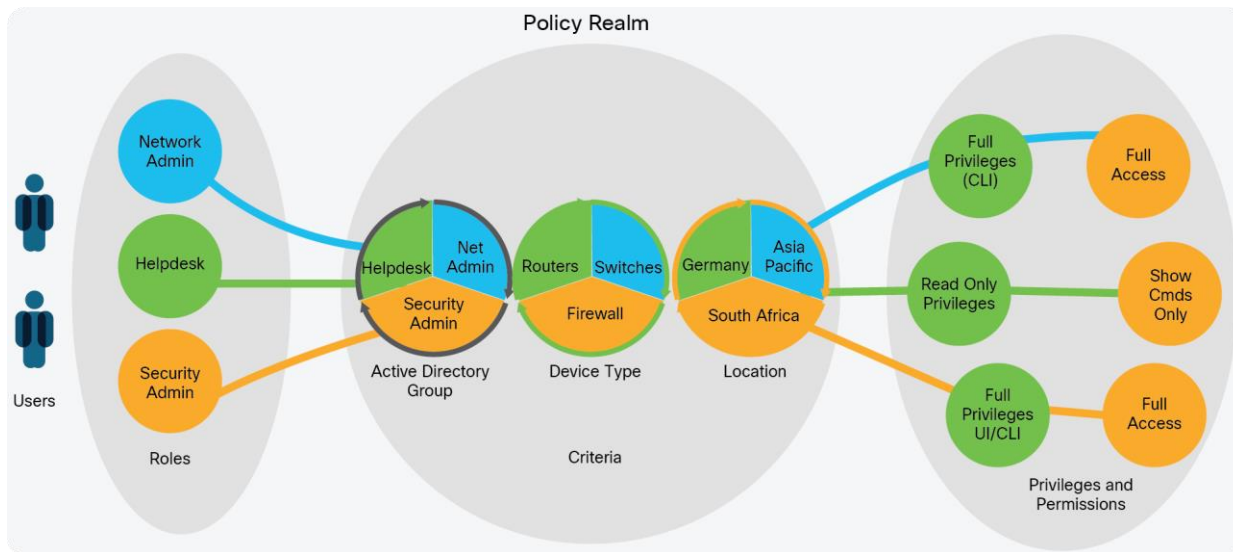 Policy Realm
Users
Network
Admin
Helpdesk
Security
Admin
Roles
Helpdesk
Net
Admin
Security
Admin
Active Directory
Group
Routers
Switches
Firewall
Device Type
Germany
Asia
Pacific
South Africa
Location
Criteria
Full
Privileges
(CLI)
Full
Access
Read Only
Privileges
Show
Cmds
Only
Full
Privileges
UI/CLI
Full
Access
Privileges and
Permissions